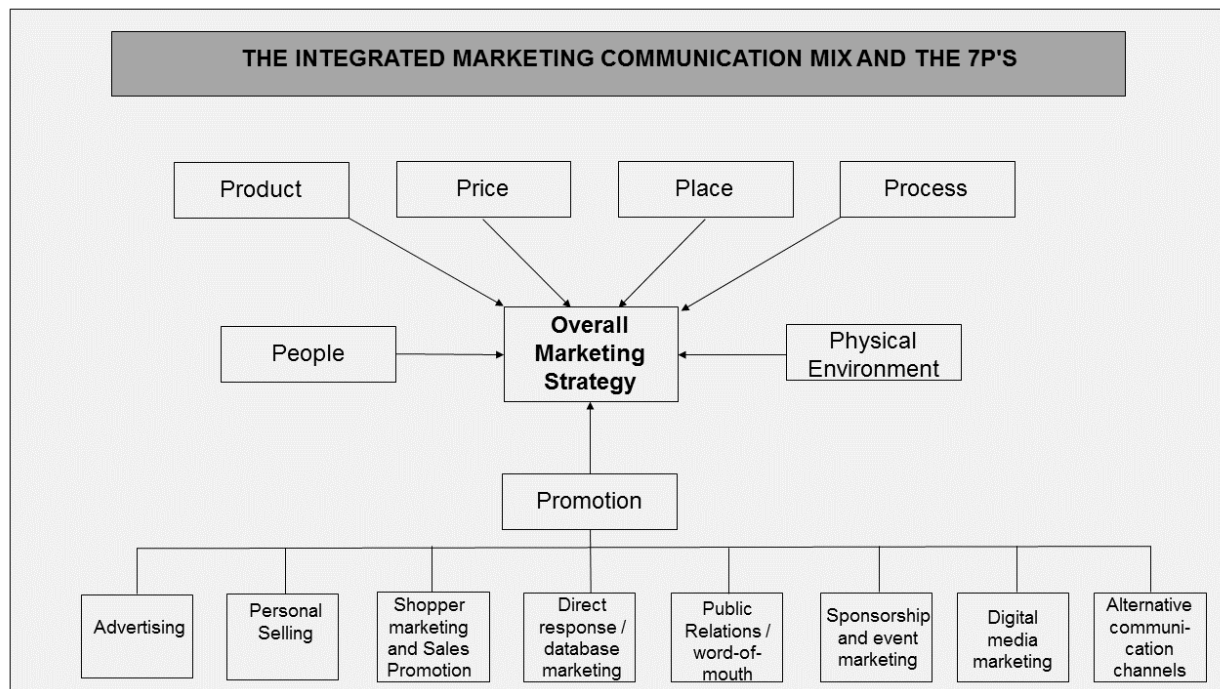 THE INTEGRATED MARKETING COMMUNICATION MIX AND THE 7P'S
Product
Price
Place
Process
People
Overall
Marketing
Strategy
Physical
Environment
Promotion
Advertising
Personal
Selling
Shopper
marketing
and Sales
Promotion
Direct
response /
database
marketing
Public
Relations /
word-of-
mouth
Sponsorship
and event
marketing
Digital
media
marketing
Alternative
communi-
cation
channels